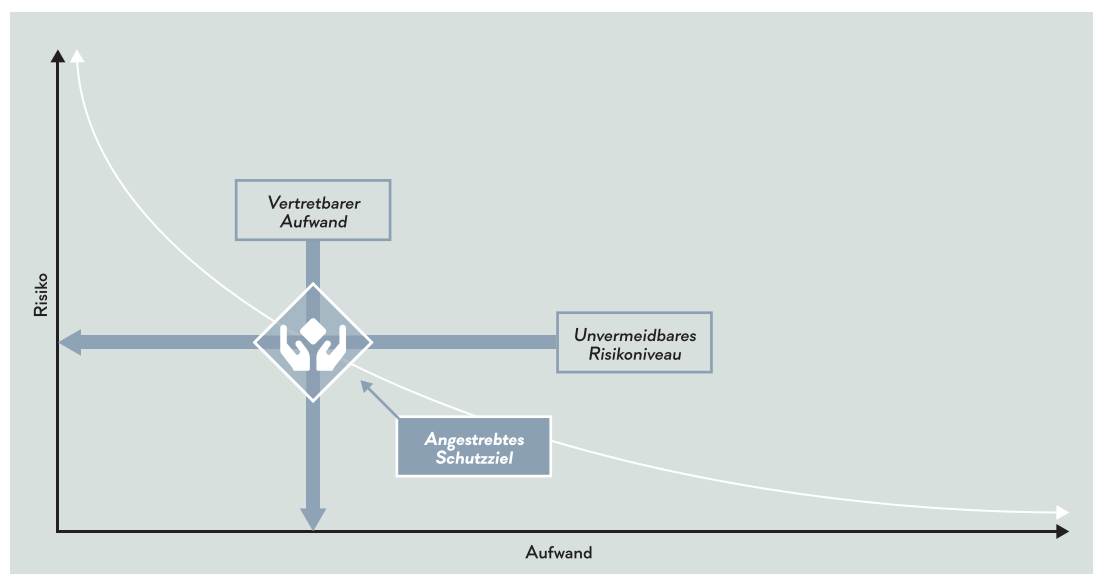 Vertretbarer
Aufwand
Risiko
Unvermeidbares
Risikoniveau
Angestrebtes
Schutzziel
Aufwand